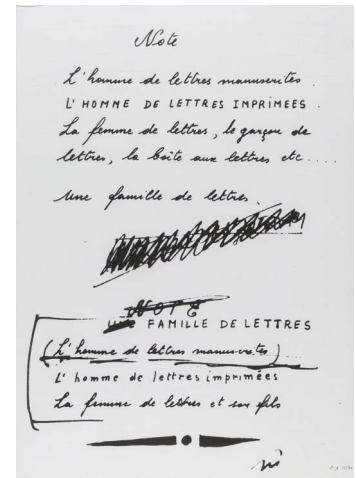 Note
L'homme de lettres manuscrites.
L'HOMME DE LETTRES IMPRIMEES.
La femme de lettres, le garçon de
lettres, la boîte aux lettres etc.....
Une famille de lettres.
NOTE
UNE FAMILLE DE LETTRES
(L'homme de lettres manuscrites)
L'homme de lettres imprimées
La femme de lettres et son fils